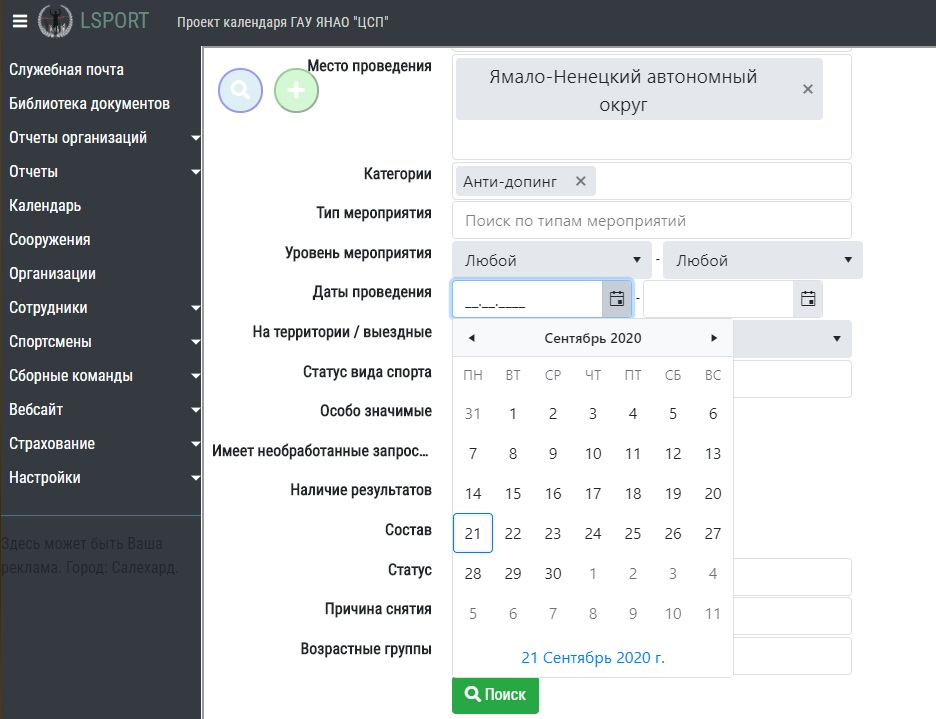 LSPORT
Проект календаря ГАУ ЯНАО "ЦСП"
Служебная почта
Библиотека документов
Отчеты организаций
Отчеты
Календарь
Сооружения
Организации
Сотрудники
Спортсмены
Сборные команды
Вебсайт
Страхование
Настройки
Здесь может быть Ваша
реклама. Город: Салехард.
Место проведения
Ямало-Ненецкий автономный
округ
Категории
Анти-допинг
Тип мероприятия
Поиск по типам мероприятий
Уровень мероприятия
Любой - Любой
Даты проведения
__.__.____ -
На территории / выездные
Статус вида спорта
Особо значимые
Имеет необработанные запрос...
Наличие результатов
Состав
Статус
Причина снятия
Возрастные группы
Сентябрь 2020
ПН ВТ СР ЧТ ПТ СБ ВС
31 1 2 3 4 5 6
7 8 9 10 11 12 13
14 15 16 17 18 19 20
21 22 23 24 25 26 27
28 29 30 1 2 3 4
5 6 7 8 9 10 11
21 Сентябрь 2020 г.
Поиск